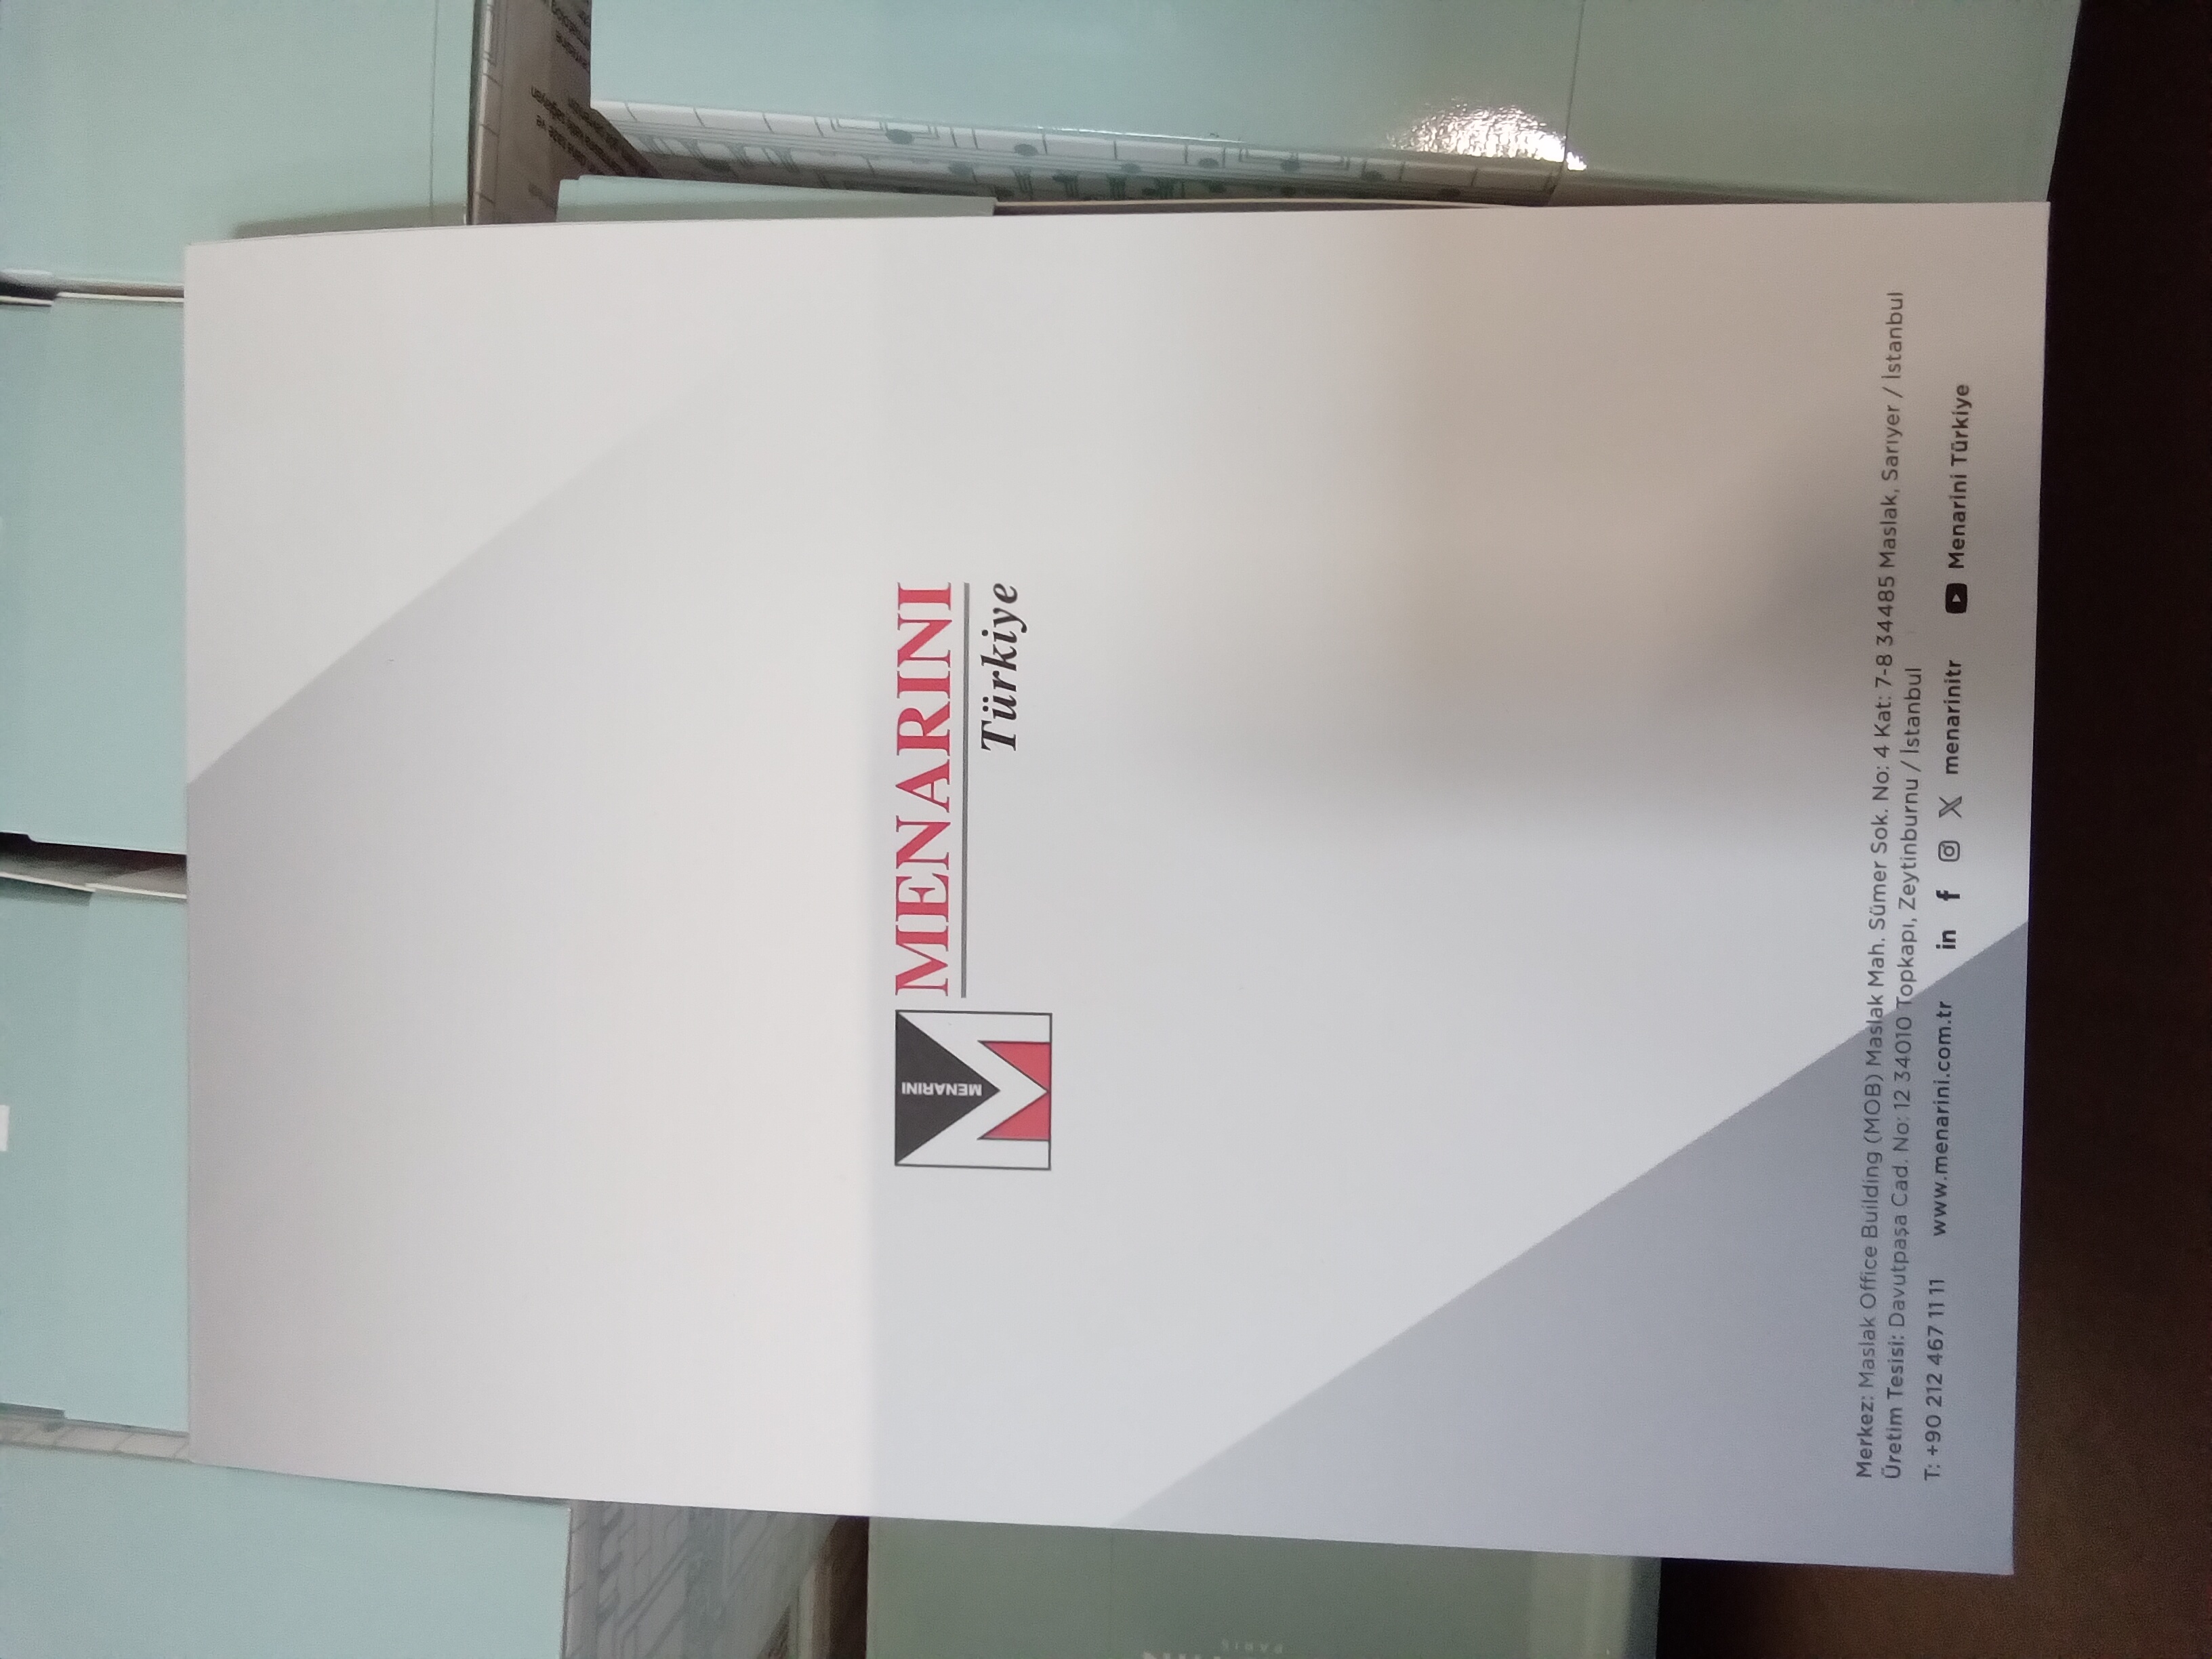 MENARINI
MENARINI
Türkiye
Merkez: Maslak Office Building (MOB) Maslak Mah. Sümer Sok. No: 4 Kat: 7-8 34485 Maslak, Sarıyer / İstanbul
Üretim Tesisi: Davutpaşa Cad. No: 12 34010 Topkapı, Zeytinburnu / İstanbul
T: +90 212 467 11 11 www.menarini.com.tr in f X menarinitr Menarini Türkiye
PARIS